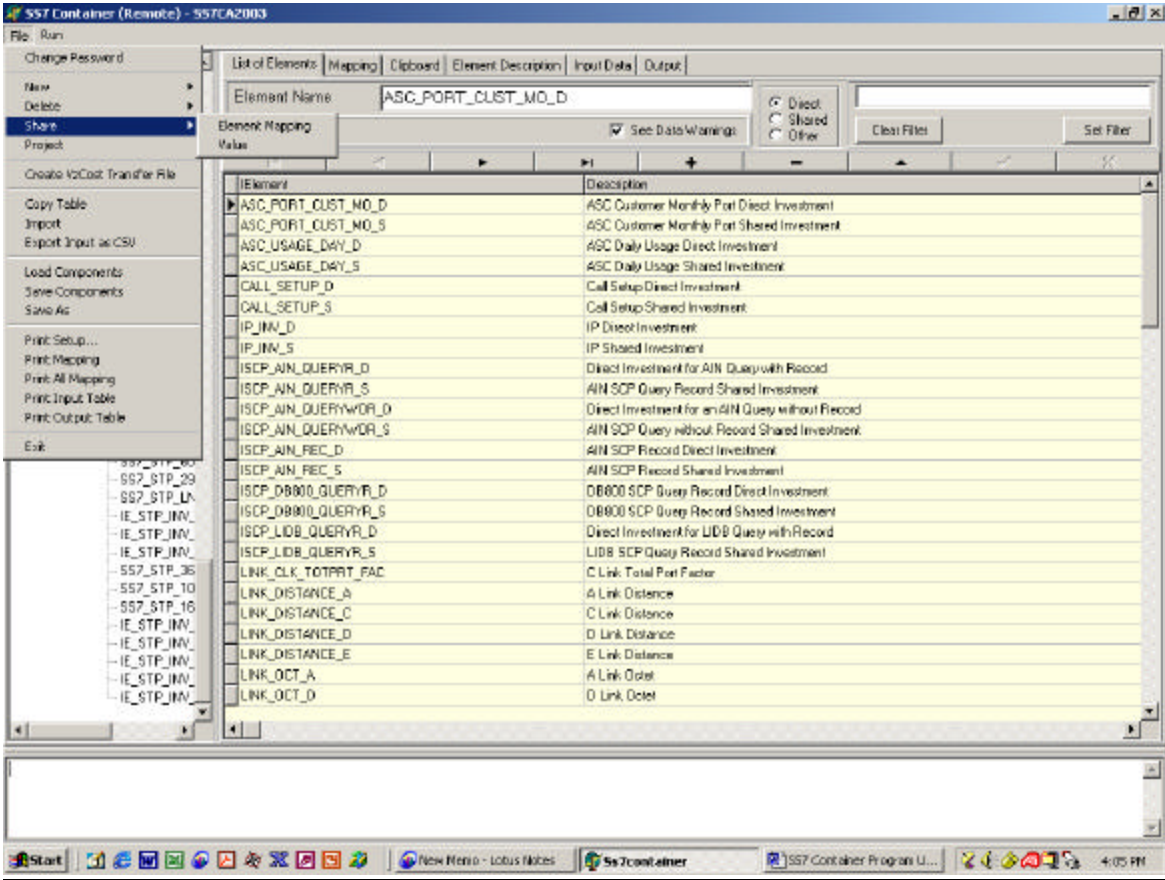 SS7 Container (Remote) - SS7CA2003
File Run
Change Password
New
Delete
Share
Project
Create VzCost Transfer File
Copy Table
Import
Export Input as CSV
Load Components
Save Components
Save As
Print Setup...
Print Mapping
Print All Mapping
Print Input Table
Print Output Table
Exit
Element Mapping
Value
List of Elements Mapping Clipboard Element Description Input Data Output
Element Name ASC_PORT_CUST_MO_D
See Data Warnings
Direct
Shared
Other
Clear Filter Set Filter
IElement Description
ASC_PORT_CUST_MO_D ASC Customer Monthly Port Direct Investment
ASC_PORT_CUST_MO_S ASC Customer Monthly Port Shared Investment
ASC_USAGE_DAY_D ASC Daily Usage Direct Investment
ASC_USAGE_DAY_S ASC Daily Usage Shared Investment
CALL_SETUP_D Call Setup Direct Investment
CALL_SETUP_S Call Setup Shared Investment
IP_INV_D IP Direct Investment
IP_INV_S IP Shared Investment
ISCP_AIN_QUERYR_D Direct Investment for AIN Query with Record
ISCP_AIN_QUERYR_S AIN SCP Query Record Shared Investment
ISCP_AIN_QUERYWOR_D Direct Investment for an AIN Query without Record
ISCP_AIN_QUERYWOR_S AIN SCP Query without Record Shared Investment
ISCP_AIN_REC_D AIN SCP Record Direct Investment
ISCP_AIN_REC_S AIN SCP Record Shared Investment
ISCP_DB800_QUERYR_D DB800 SCP Query Record Direct Investment
ISCP_DB800_QUERYR_S DB800 SCP Query Record Shared Investment
ISCP_LIDB_QUERYR_D Direct Investment for LIDB Query with Record
ISCP_LIDB_QUERYR_S LIDB SCP Query Record Shared Investment
LINK_CLK_TOTPRT_FAC C Link Total Port Factor
LINK_DISTANCE_A A Link Distance
LINK_DISTANCE_C C Link Distance
LINK_DISTANCE_D D Link Distance
LINK_DISTANCE_E E Link Distance
LINK_OCT_A A Link Octet
LINK_OCT_D D Link Octet
SS7_STP_29
SS7_STP_LN
IE_STP_INV_
IE_STP_INV_
IE_STP_INV_
SS7_STP_36
SS7_STP_10
SS7_STP_16
IE_STP_INV_
IE_STP_INV_
IE_STP_INV_
IE_STP_INV_
IE_STP_INV_
Start New Memo - Lotus Notes Ss7container SS7 Container Program U... 4:05 PM